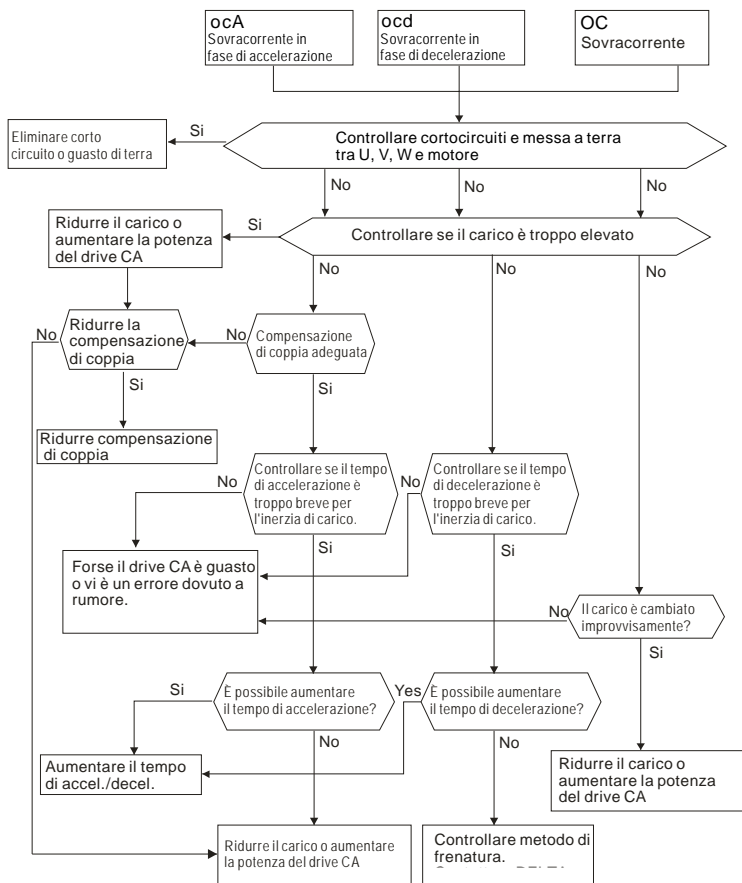 ocA
Sovracorrente in
fase di accelerazione
ocd
Sovracorrente in
fase di decelerazione
OC
Sovracorrente
Eliminare corto
circuito o guasto di terra
Si
Controllare cortocircuiti e messa a terra
tra U, V, W e motore
No
No
No
Ridurre il carico o
aumentare la potenza
del drive CA
Si
Controllare se il carico è troppo elevato
No
No
No
No
Ridurre la
compensazione
di coppia
No
Compensazione
di coppia adeguata
Si
Si
Ridurre compensazione
di coppia
No
Controllare se il tempo
di accelerazione è
troppo breve per
l'inerzia di carico.
No
Controllare se il tempo
di decelerazione è
troppo breve per
l'inerzia di carico.
Si
Si
Forse il drive CA è guasto
o vi è un errore dovuto a
rumore.
No
Il carico è cambiato
improvvisamente?
Si
Si
È possibile aumentare
il tempo di accelerazione?
Yes
È possibile aumentare
il tempo di decelerazione?
No
No
Aumentare il tempo
di accel./decel.
Ridurre il carico o
aumentare la potenza
del drive CA
Ridurre il carico o aumentare
la potenza del drive CA
Controllare metodo di
frenatura.